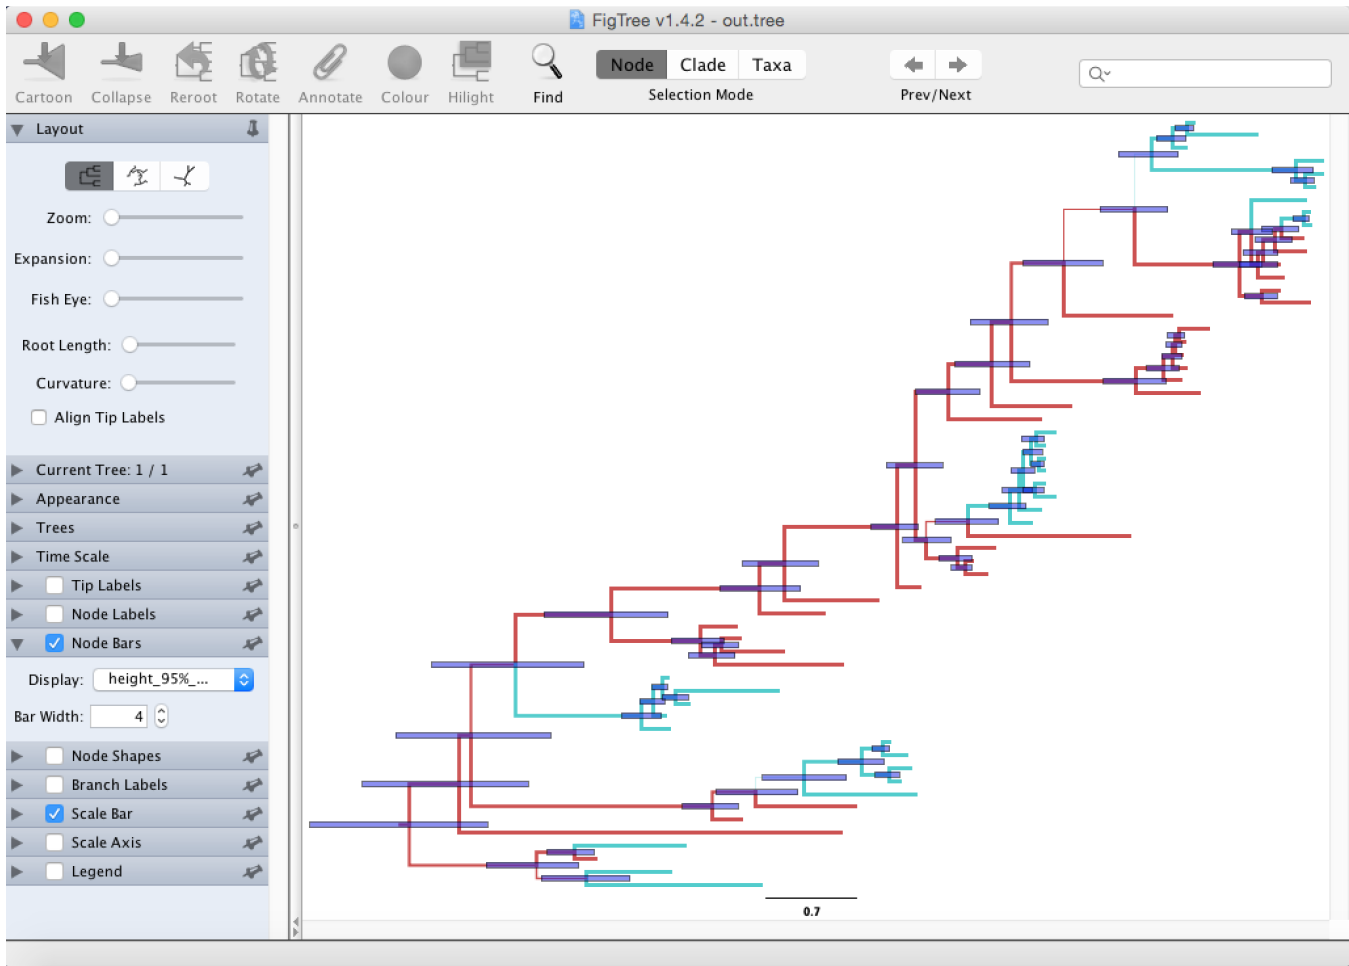 FigTree v1.4.2 - out.tree
Cartoon Collapse Reroot Rotate Annotate Colour Hilight Find
Node Clade Taxa
Selection Mode
Prev/Next
Layout
Zoom:
Expansion:
Fish Eye:
Root Length:
Curvature:
Align Tip Labels
Current Tree: 1 / 1
Appearance
Trees
Time Scale
Tip Labels
Node Labels
Node Bars
Display: height_95%_...
Bar Width: 4
Node Shapes
Branch Labels
Scale Bar
Scale Axis
Legend
0.7